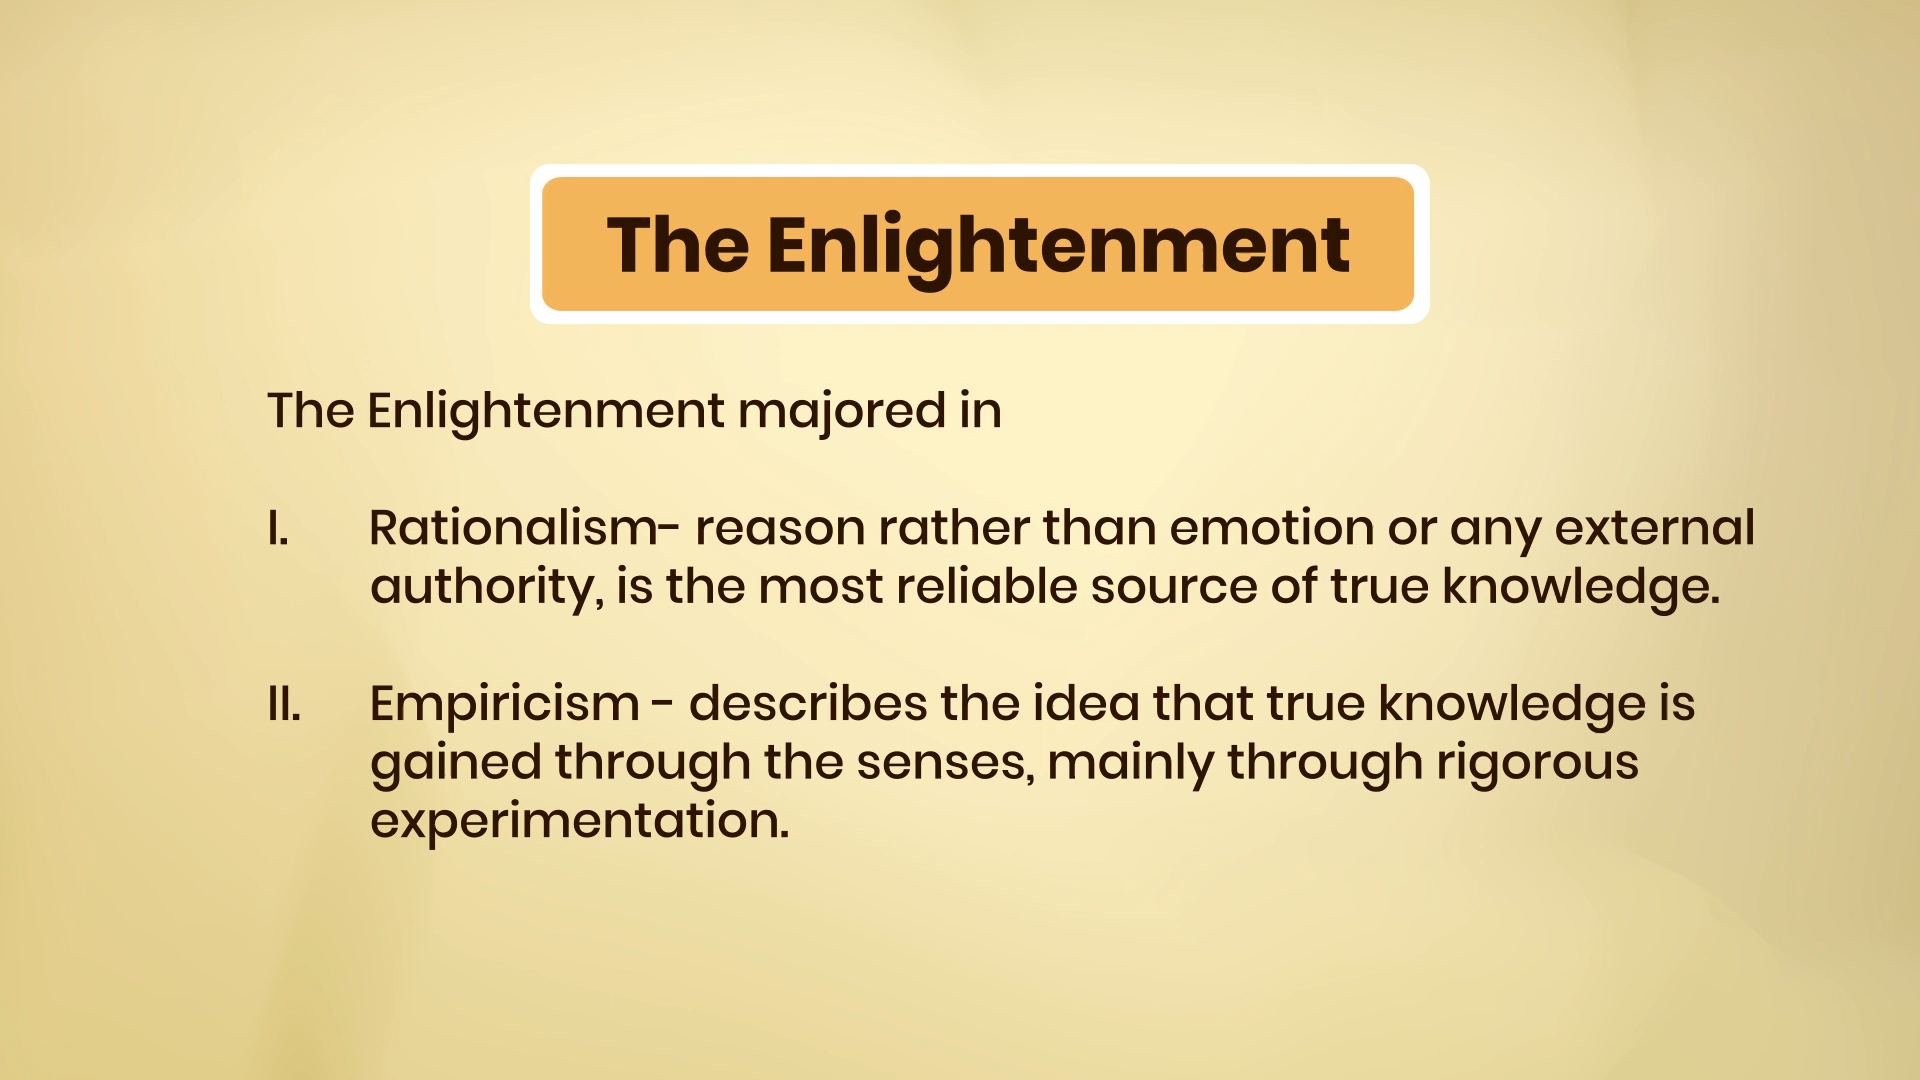 The Enlightenment
The Enlightenment majored in
I. Rationalism- reason rather than emotion or any external
authority, is the most reliable source of true knowledge.
II. Empiricism - describes the idea that true knowledge is
gained through the senses, mainly through rigorous
experimentation.